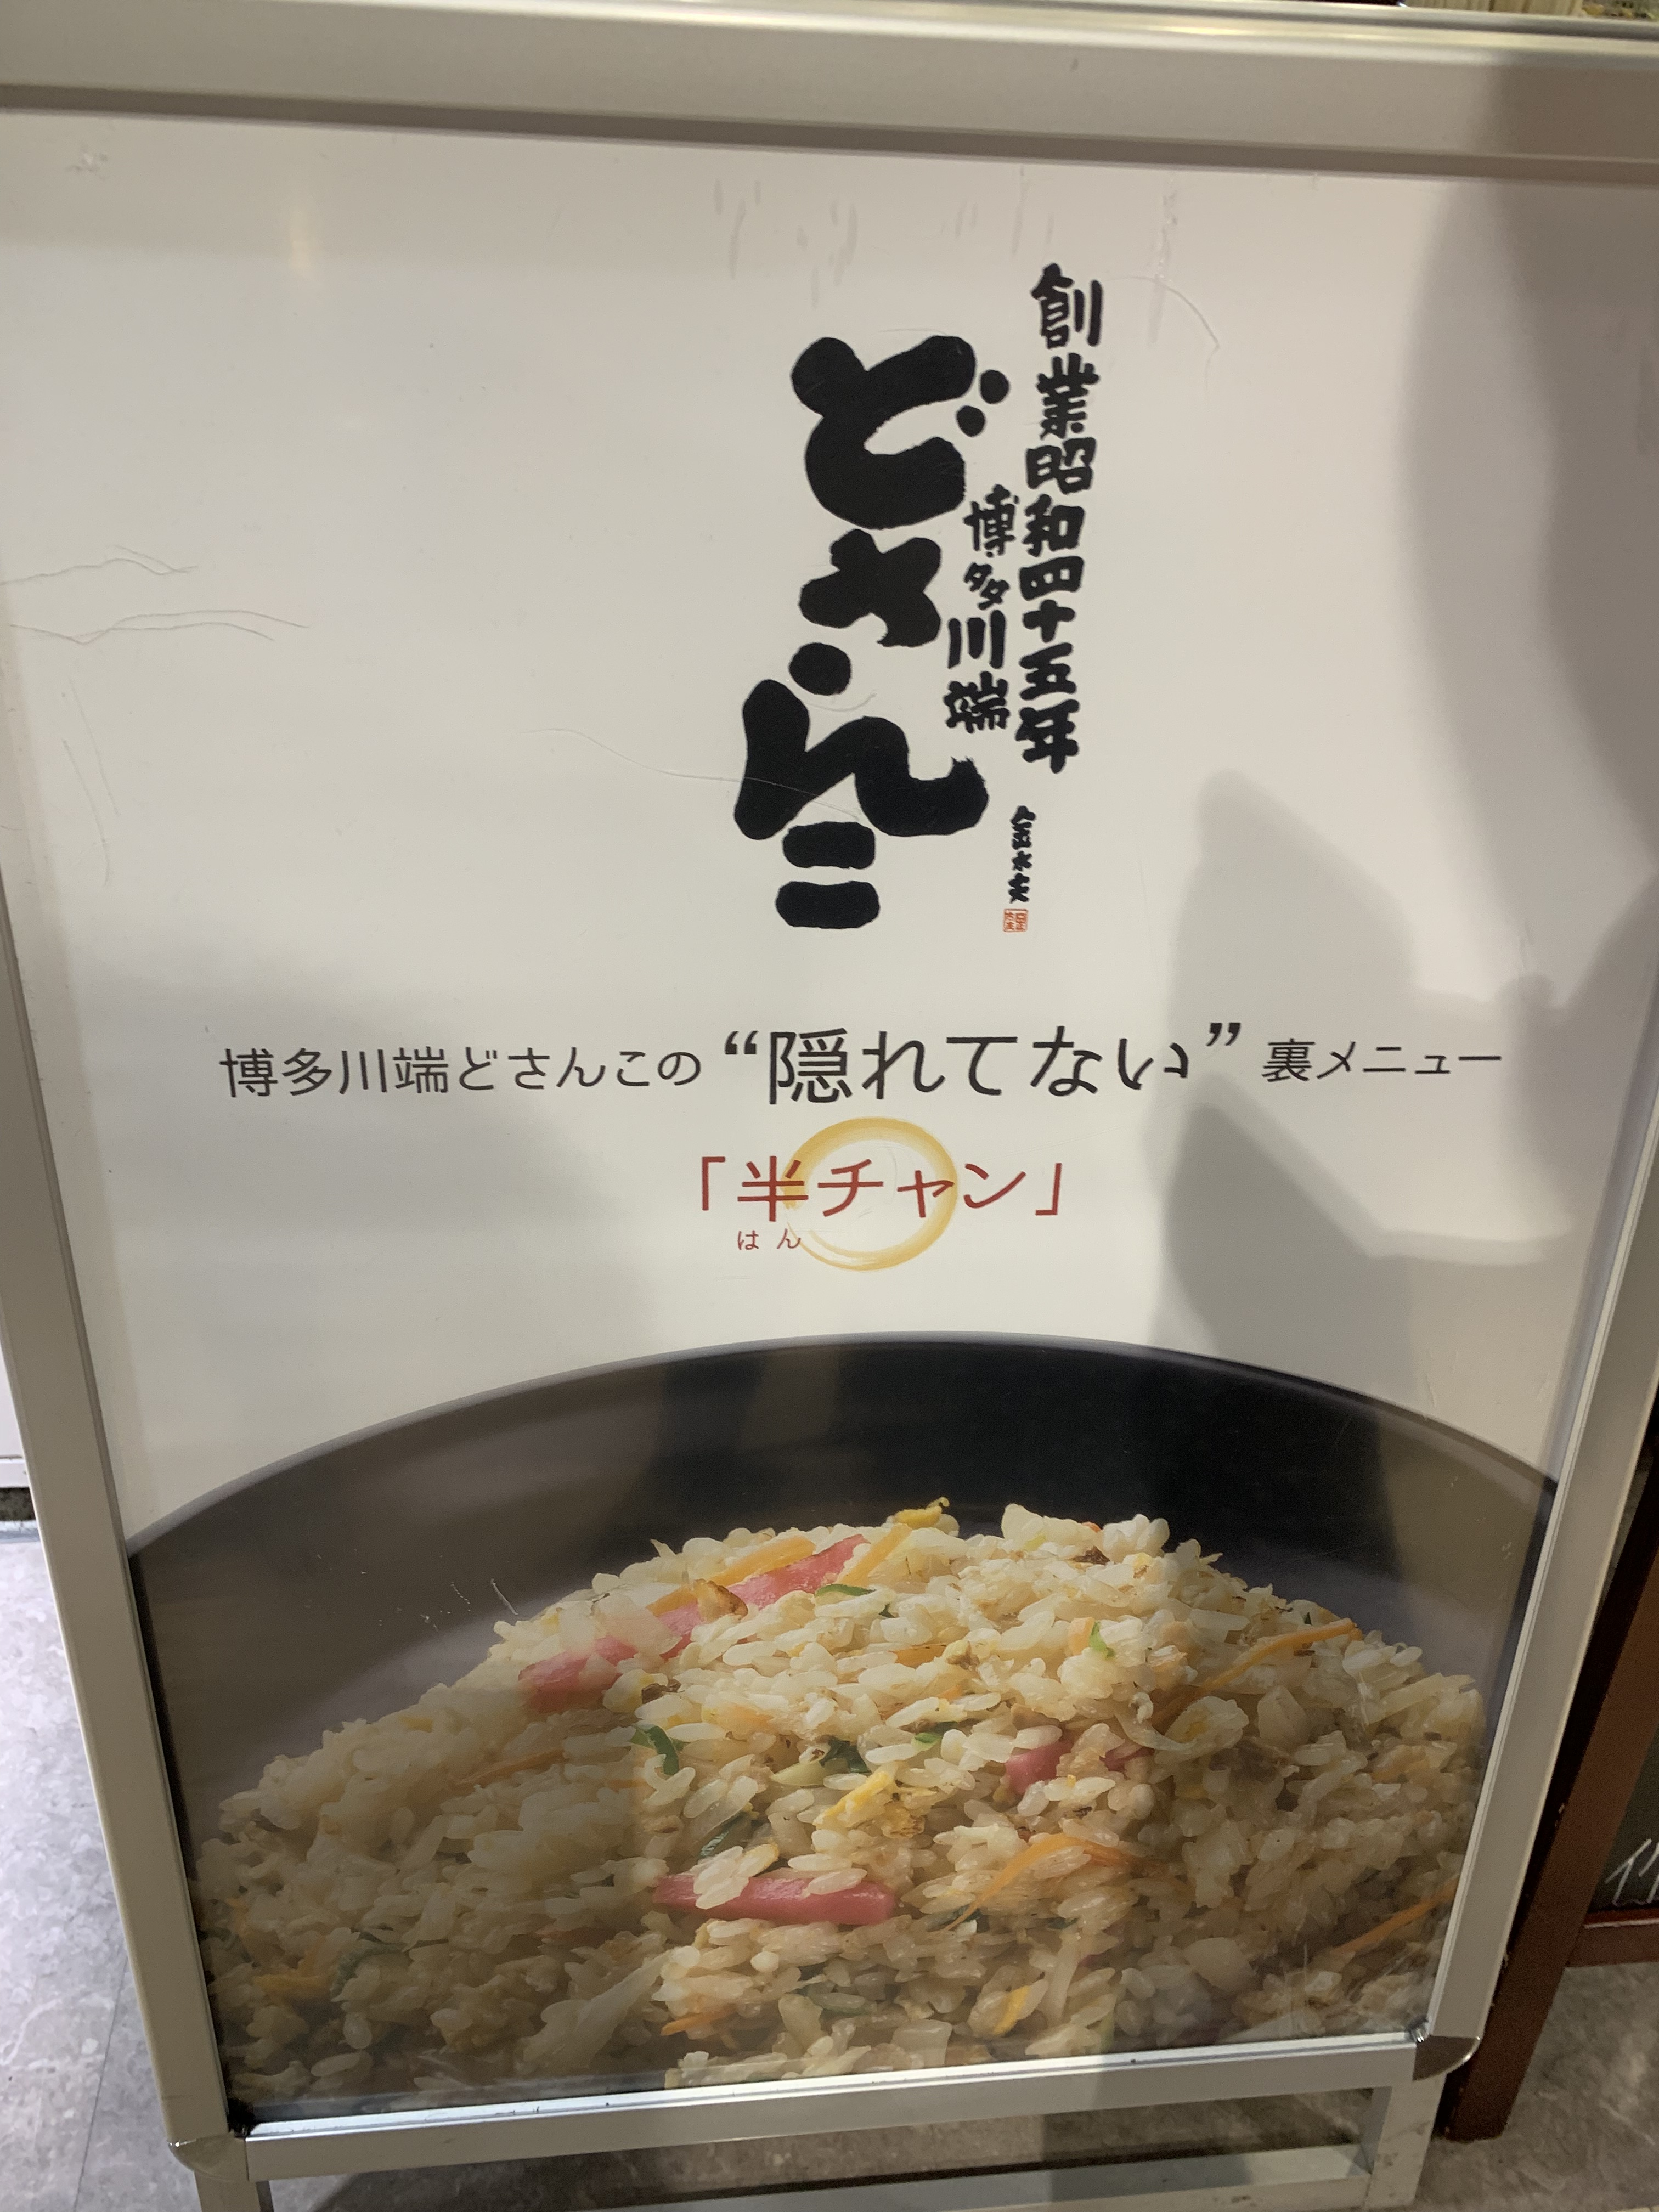 創業昭和四十五年
博多川端
どさんこ
博多川端どさんこの“隠れてない”裏メニュー
「半チャン」
はん